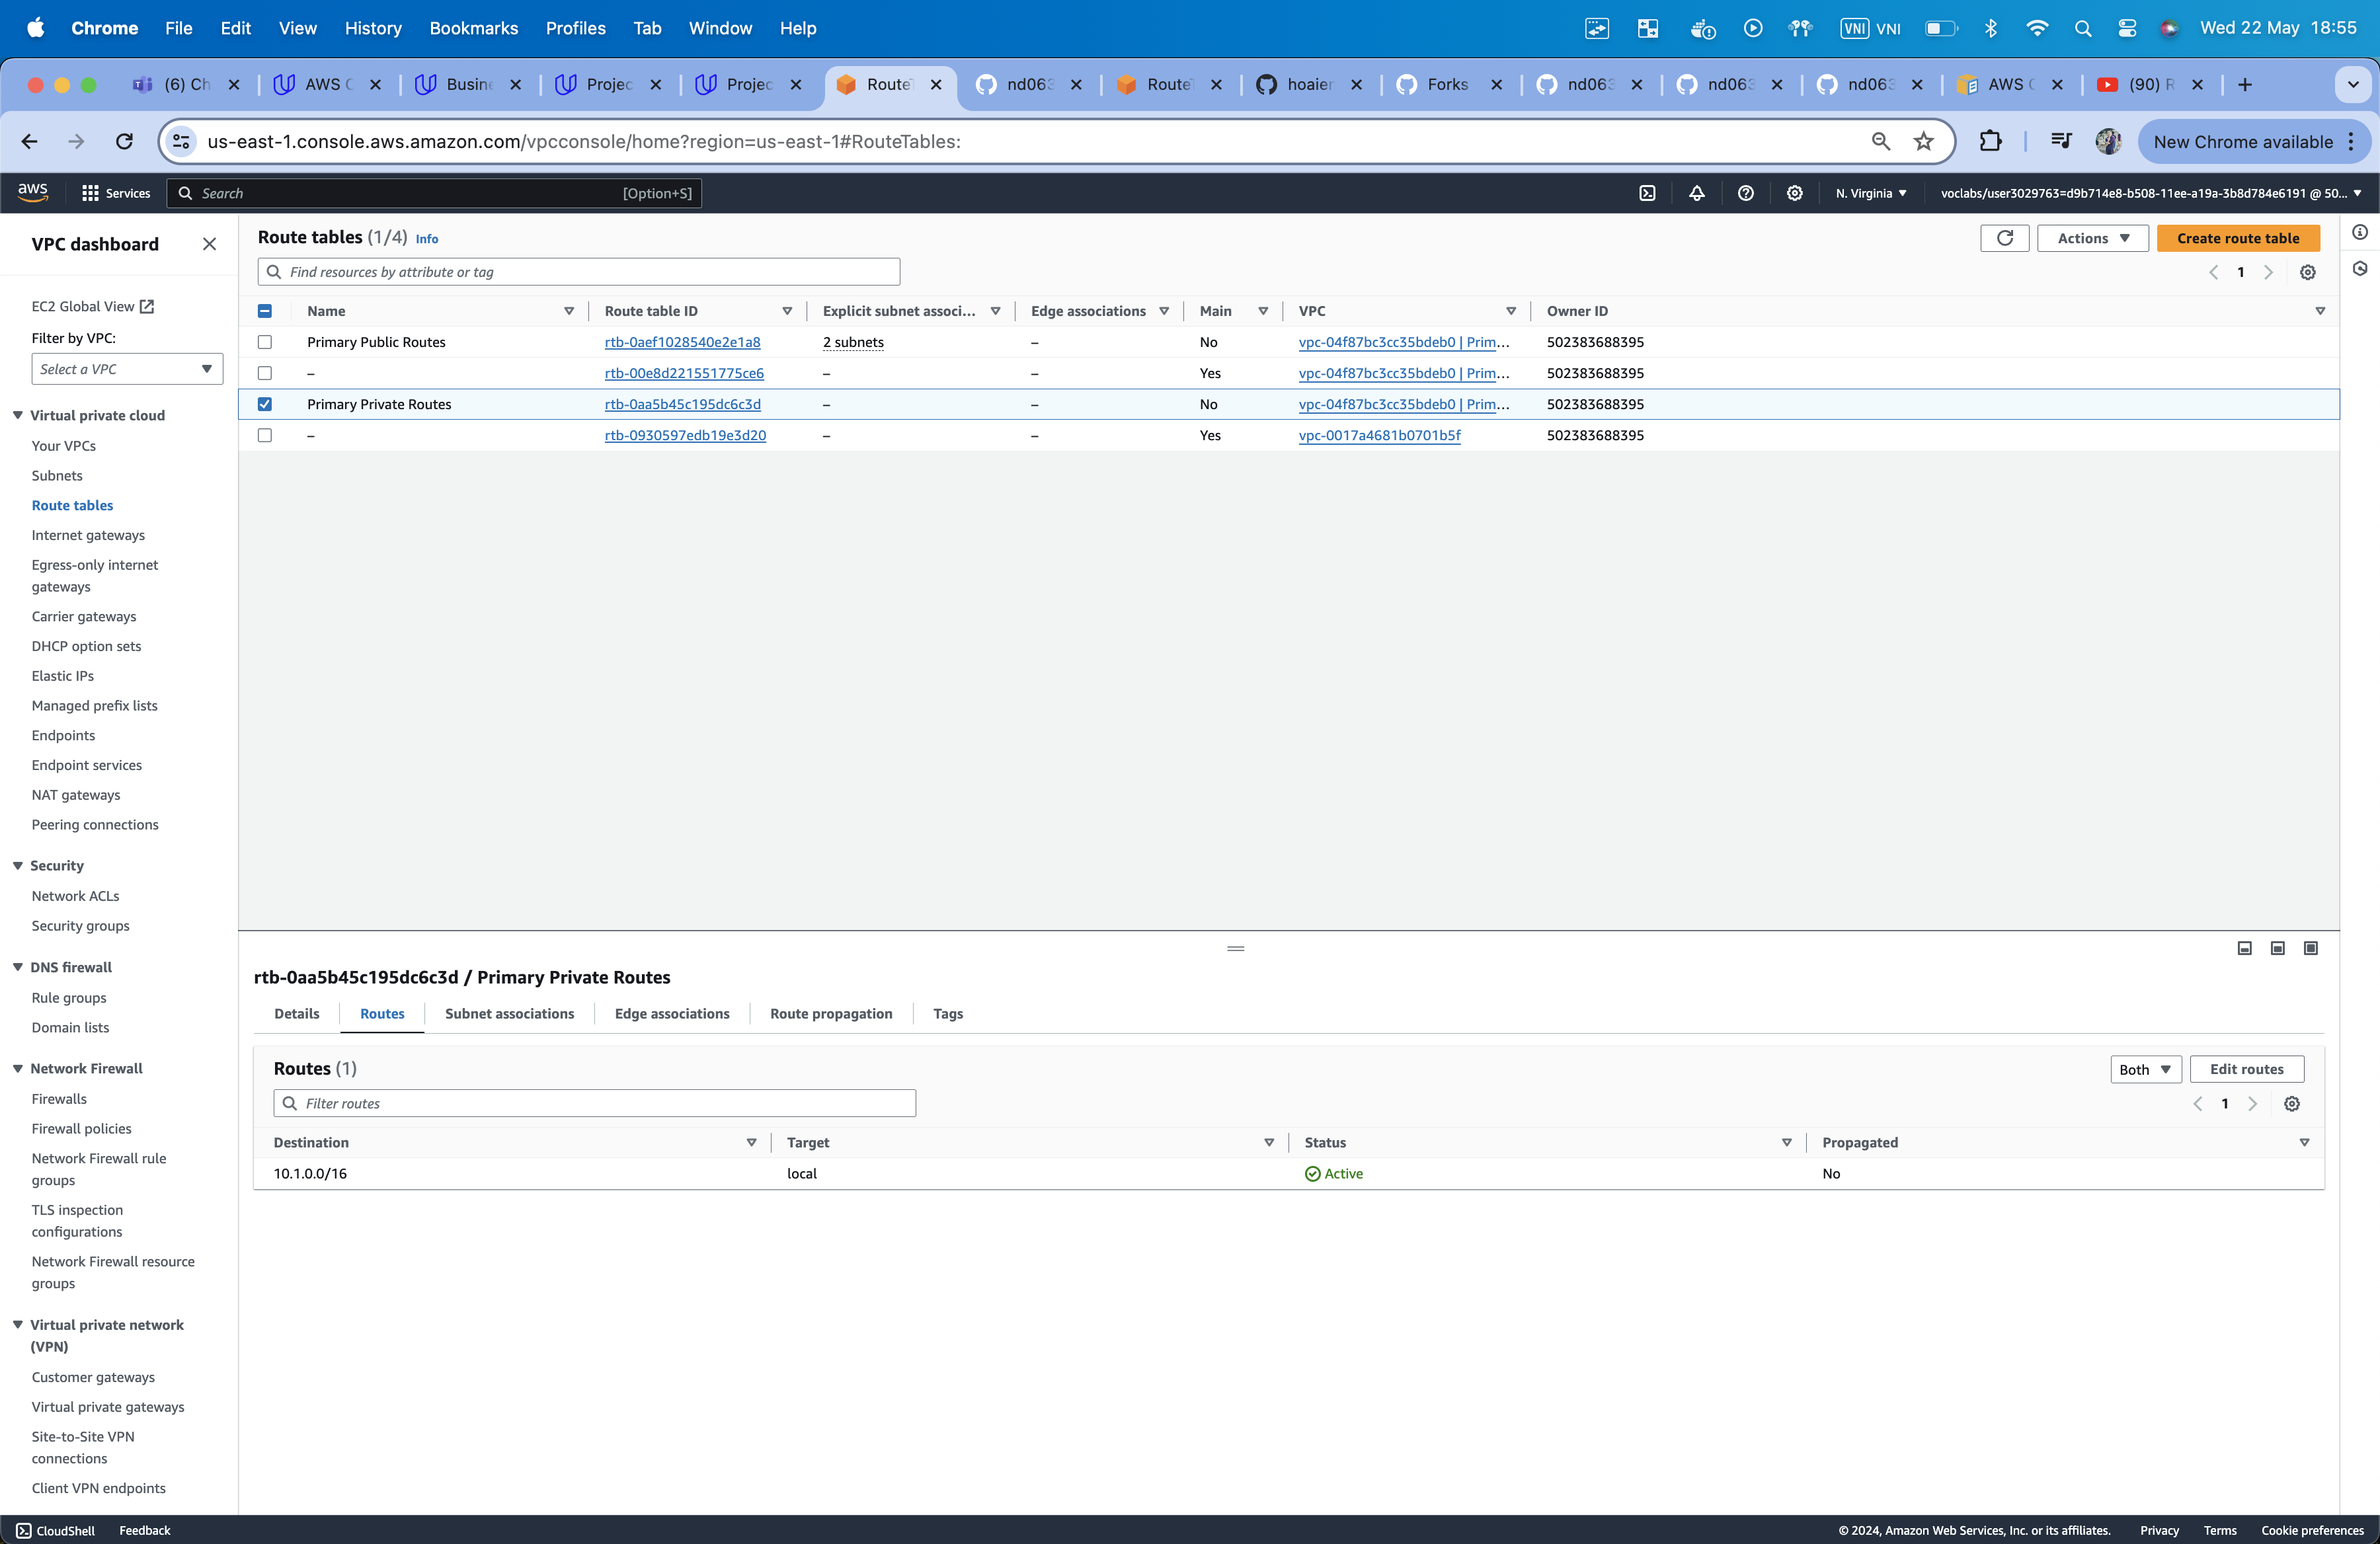 Chrome File Edit View History Bookmarks Profiles Tab Window Help VNI VNI Wed 22 May 18:55
(6) Ch AWS C Busine Projec Projec RouteT nd063 RouteT hoaier Forks nd063 nd063 nd063 AWS C (90) R
us-east-1.console.aws.amazon.com/vpcconsole/home?region=us-east-1#RouteTables: New Chrome available
aws Services Search [Option+S] N. Virginia voclabs/user3029763=d9b714e8-b508-11ee-a19a-3b8d784e6191 @ 50...
VPC dashboard
EC2 Global View
Filter by VPC:
Select a VPC
Virtual private cloud
Your VPCs
Subnets
Route tables
Internet gateways
Egress-only internet
gateways
Carrier gateways
DHCP option sets
Elastic IPs
Managed prefix lists
Endpoints
Endpoint services
NAT gateways
Peering connections
Security
Network ACLs
Security groups
DNS firewall
Rule groups
Domain lists
Network Firewall
Firewalls
Firewall policies
Network Firewall rule
groups
TLS inspection
configurations
Network Firewall resource
groups
Virtual private network
(VPN)
Customer gateways
Virtual private gateways
Site-to-Site VPN
connections
Client VPN endpoints
Route tables (1/4) Info Actions Create route table
Find resources by attribute or tag 1
Name Route table ID Explicit subnet associ... Edge associations Main VPC Owner ID
Primary Public Routes rtb-0aef1028540e2e1a8 2 subnets – No vpc-04f87bc3cc35bdeb0 | Prim... 502383688395
– rtb-00e8d221551775ce6 – – Yes vpc-04f87bc3cc35bdeb0 | Prim... 502383688395
Primary Private Routes rtb-0aa5b45c195dc6c3d – – No vpc-04f87bc3cc35bdeb0 | Prim... 502383688395
– rtb-0930597edb19e3d20 – – Yes vpc-0017a4681b0701b5f 502383688395
rtb-0aa5b45c195dc6c3d / Primary Private Routes
Details Routes Subnet associations Edge associations Route propagation Tags
Routes (1) Both Edit routes
Filter routes 1
Destination Target Status Propagated
10.1.0.0/16 local Active No
CloudShell Feedback © 2024, Amazon Web Services, Inc. or its affiliates. Privacy Terms Cookie preferences